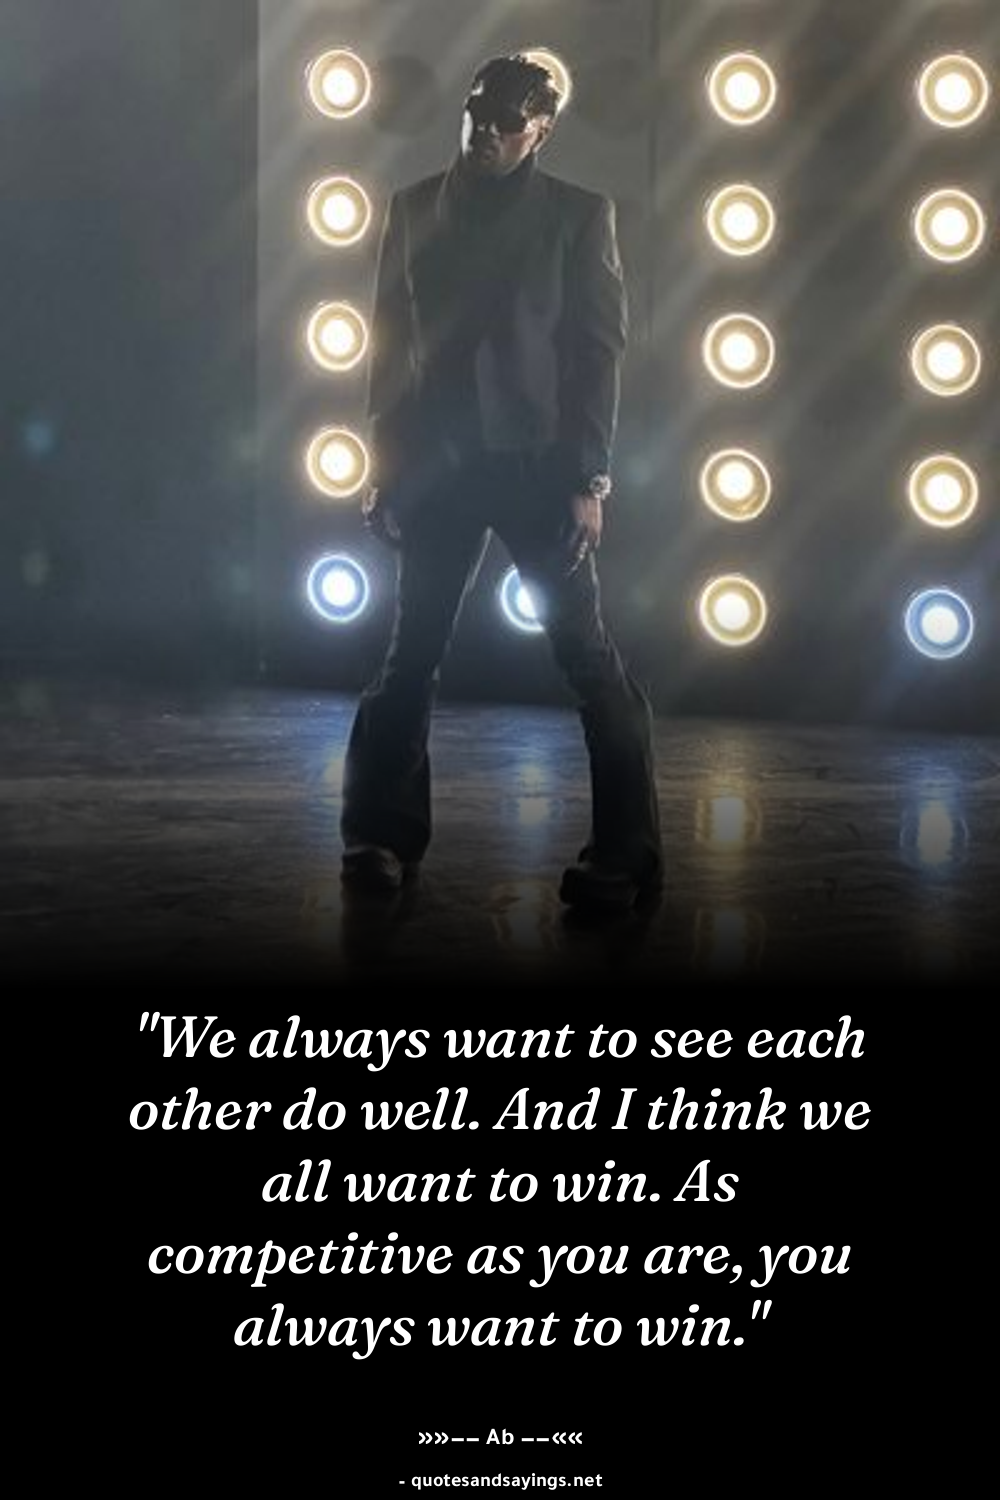 "We always want to see each
other do well. And I think we
all want to win. As
competitive as you are, you
always want to win."
»»–– Ab ––««
- quotesandsayings.net